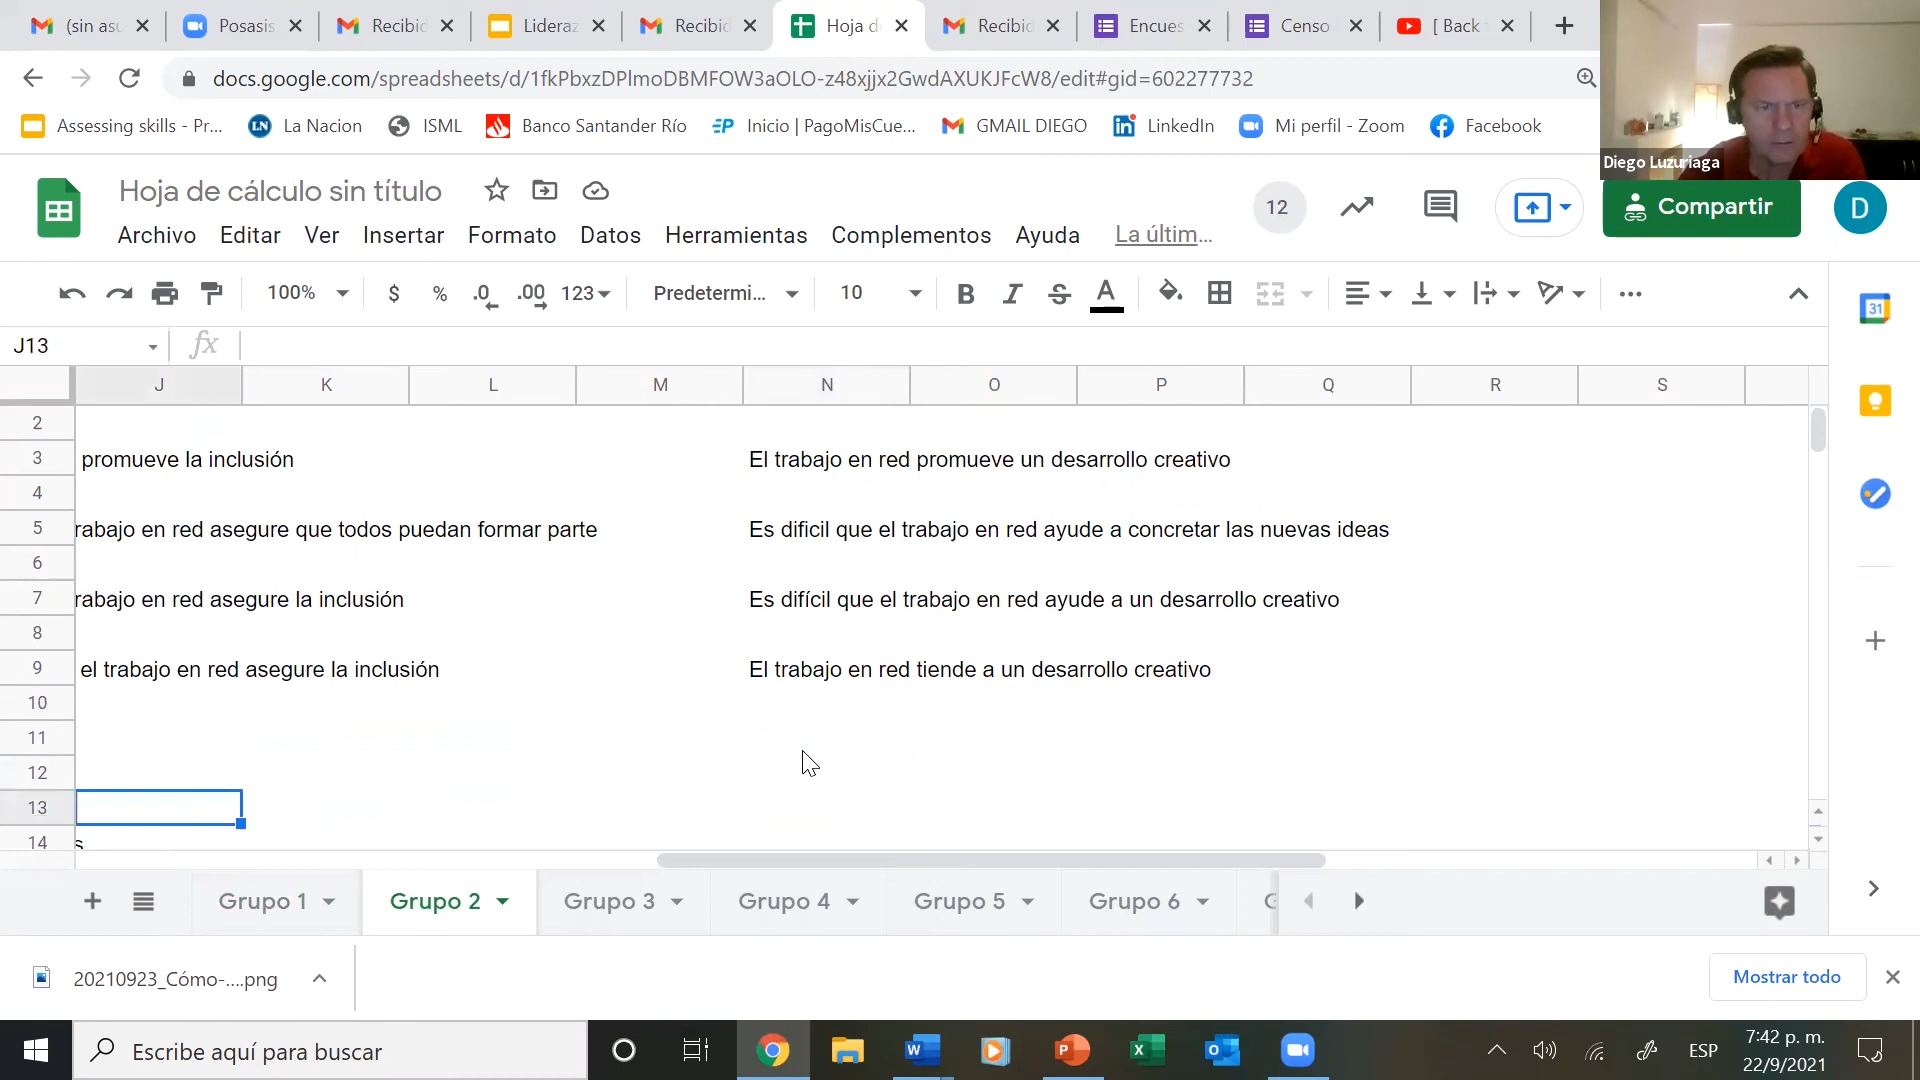 (sin asu
Posasis
Recibid
Lideraz
Recibid
Hoja d
Recibid
Encues
Censo
[ Back
docs.google.com/spreadsheets/d/1fkPbxzDPlmoDBMFOW3aOLO-z48xjjx2GwdAXUKJFcW8/edit#gid=602277732
Assessing skills - Pr...
LN La Nacion
ISML
Banco Santander Río
Inicio | PagoMisCue...
GMAIL DIEGO
LinkedIn
Mi perfil - Zoom
Facebook
Diego Luzuriaga
Hoja de cálculo sin título
12
Compartir
D
Archivo Editar Ver Insertar Formato Datos Herramientas Complementos Ayuda La últim...
100% $ % .0 .00 123 Predetermi... 10 B I S A
31
J13 fx
J K L M N O P Q R S
2
3 promueve la inclusión El trabajo en red promueve un desarrollo creativo
4
5 rabajo en red asegure que todos puedan formar parte Es dificil que el trabajo en red ayude a concretar las nuevas ideas
6
7 rabajo en red asegure la inclusión Es difícil que el trabajo en red ayude a un desarrollo creativo
8
9 el trabajo en red asegure la inclusión El trabajo en red tiende a un desarrollo creativo
10
11
12
13
14 s
Grupo 1 Grupo 2 Grupo 3 Grupo 4 Grupo 5 Grupo 6 G
20210923_Cómo-....png
Mostrar todo
Escribe aquí para buscar
ESP
7:42 p. m.
22/9/2021